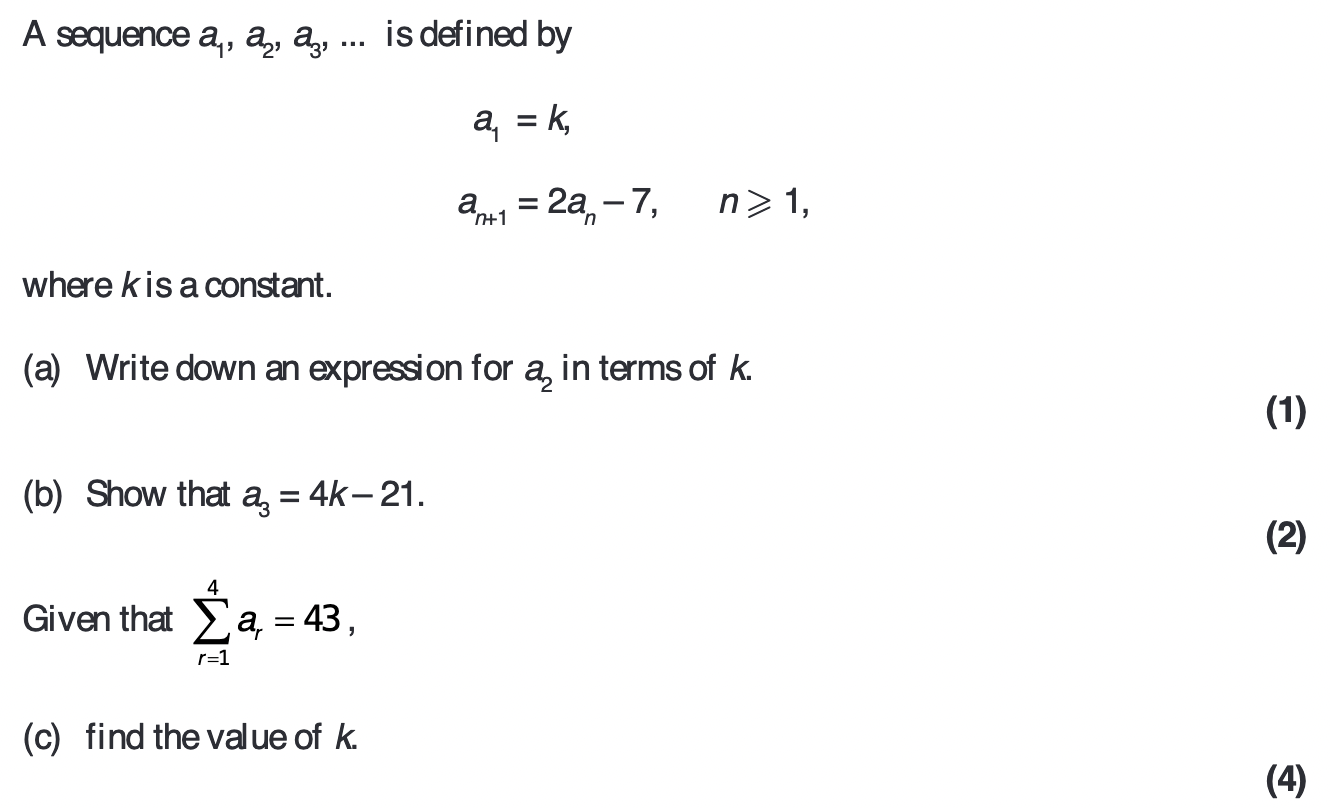 A sequence a₁, a₂, a₃, ... is defined by
a₁ = k,
aₙ₊₁ = 2aₙ – 7, n ⩾ 1,
where k is a constant.
(a) Write down an expression for a₂ in terms of k.
(1)
(b) Show that a₃ = 4k – 21.
(2)
Given that ∑_{r=1}^{4} aᵣ = 43 ,
(c) find the value of k.
(4)